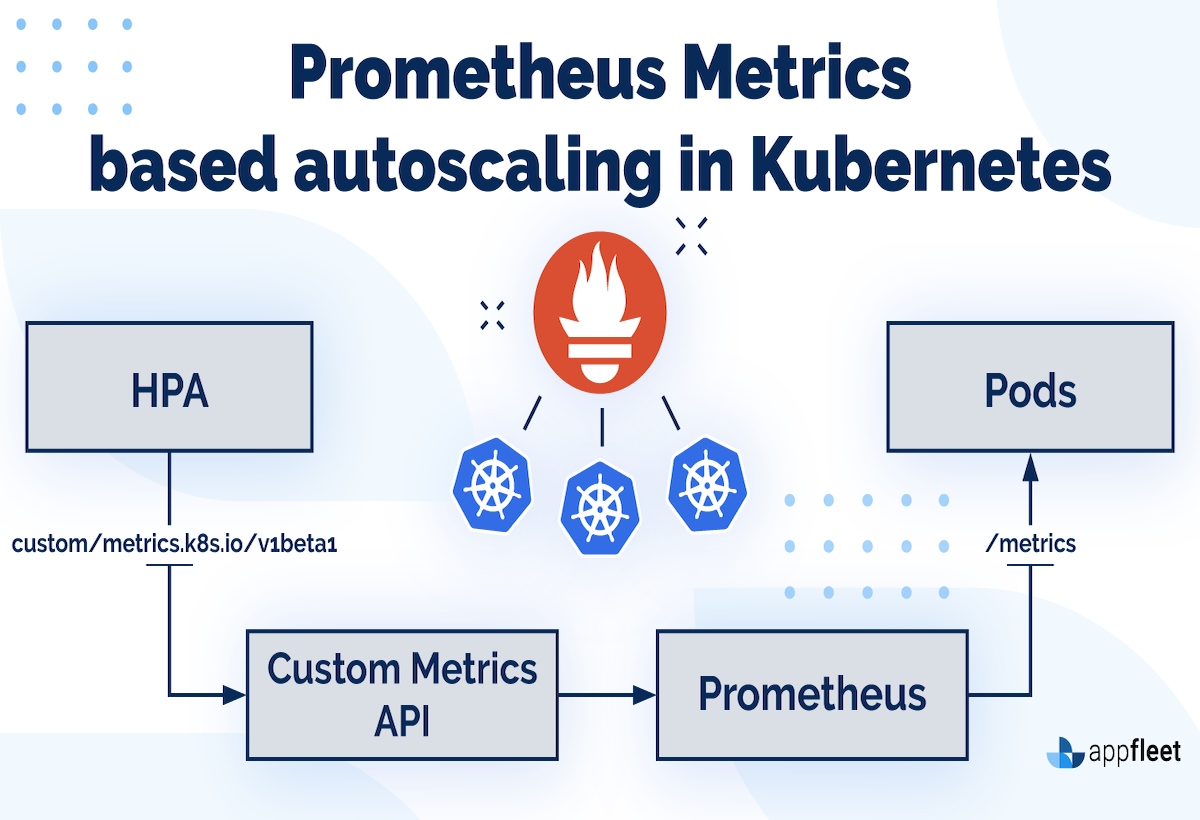 Prometheus Metrics
based autoscaling in Kubernetes
HPA
Pods
custom/metrics.k8s.io/v1beta1
/metrics
Custom Metrics
API
Prometheus
appfleet